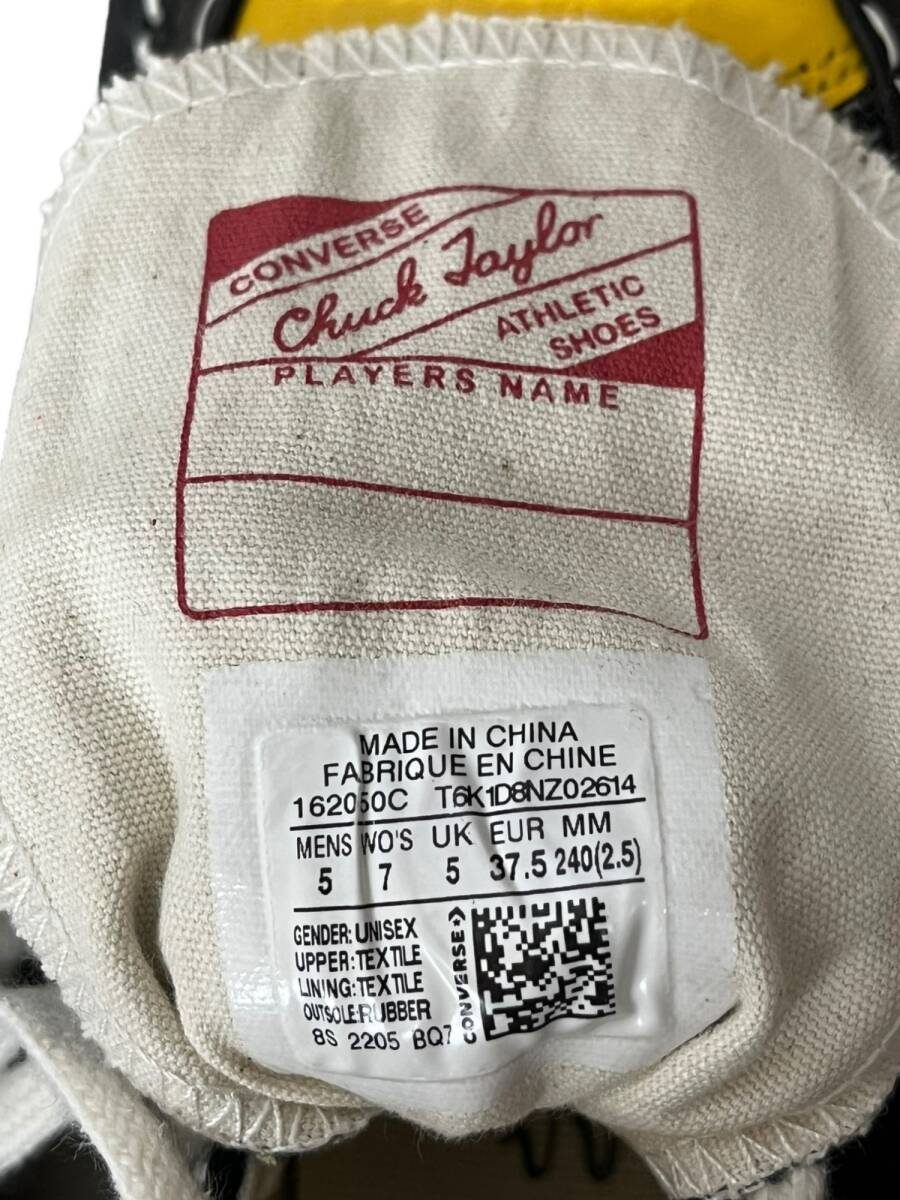 CONVERSE
Chuck Taylor
ATHLETIC
SHOES
PLAYERS NAME
MADE IN CHINA
FABRIQUE EN CHINE
162050C T6K1D8NZ02614
MENS WO'S UK EUR MM
5 7 5 37.5 240(2.5)
GENDER: UNISEX
UPPER: TEXTILE
LINING: TEXTILE
OUTSOLE: RUBBER
8S 2205 BQ7
CONVERSE